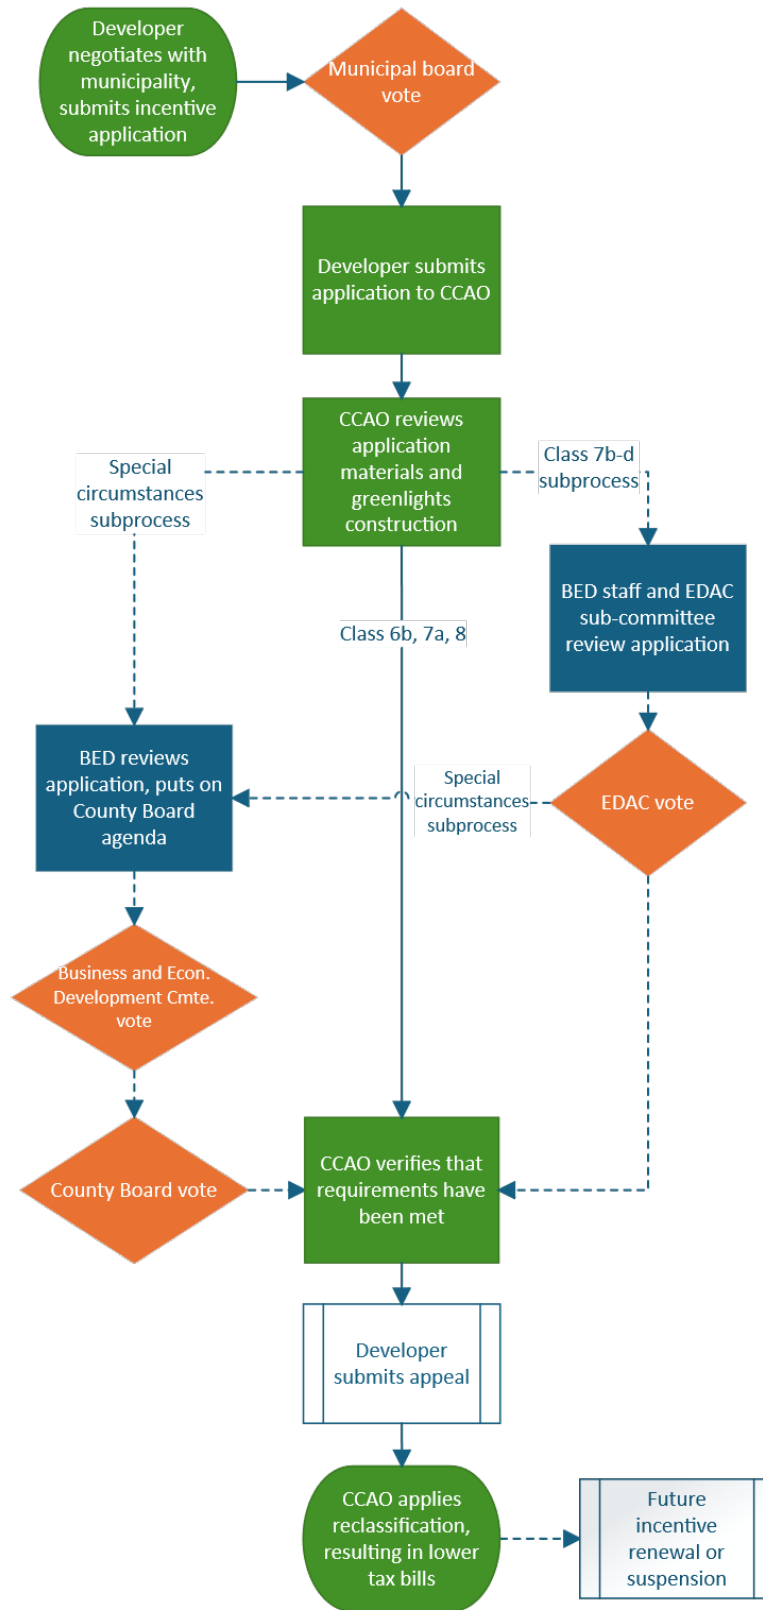 Developer
negotiates with
municipality,
submits incentive
application
Municipal board
vote
Developer submits
application to CCAO
CCAO reviews
application
materials and
greenlights
construction
Special
circumstances
subprocess
Class 7b-d
subprocess
BED staff and EDAC
sub-committee
review application
Class 6b, 7a, 8
BED reviews
application, puts on
County Board
agenda
Special
circumstances
subprocess
EDAC vote
Business and Econ.
Development Cmte.
vote
County Board vote
CCAO verifies that
requirements have
been met
Developer
submits appeal
CCAO applies
reclassification,
resulting in lower
tax bills
Future
incentive
renewal or
suspension